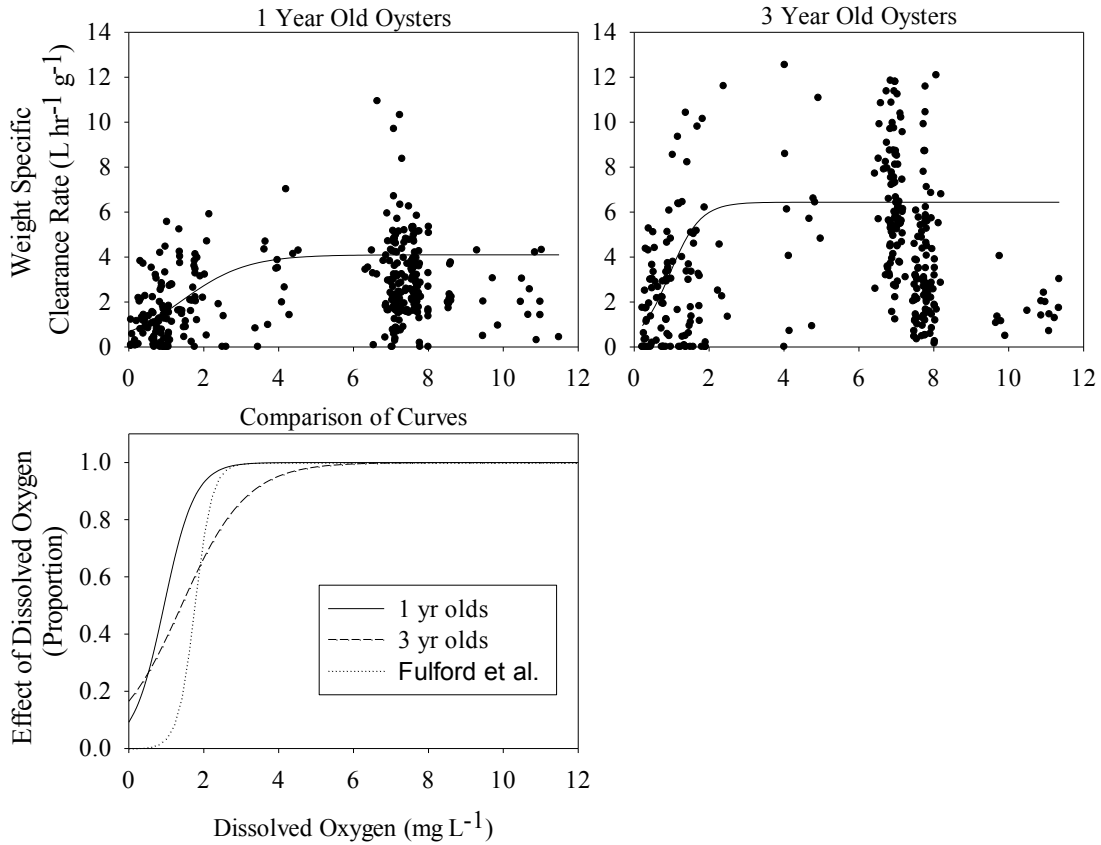 1 Year Old Oysters
3 Year Old Oysters
Weight Specific
Clearance Rate (L hr-1 g-1)
14
12
10
8
6
4
2
0
0 2 4 6 8 10 12
14
12
10
8
6
4
2
0
0 2 4 6 8 10 12
Comparison of Curves
Effect of Dissolved Oxygen
(Proportion)
1.0
0.8
0.6
0.4
0.2
0.0
1 yr olds
3 yr olds
Fulford et al.
0 2 4 6 8 10 12
Dissolved Oxygen (mg L-1)